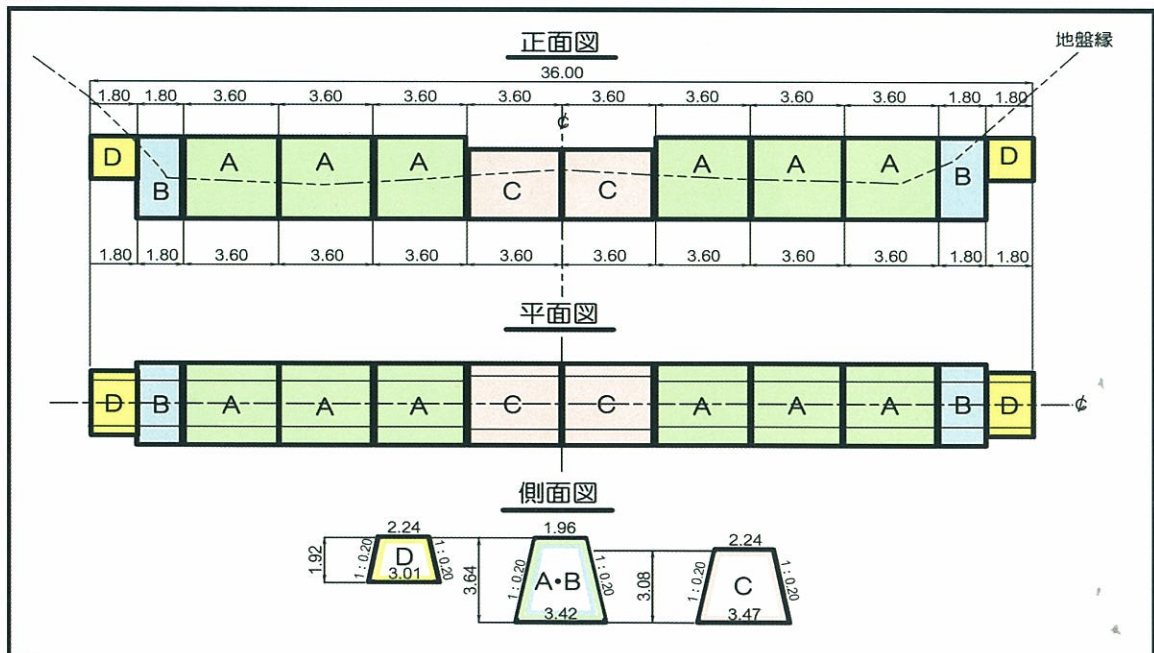 正面図
地盤縁
36.00
1.80 1.80 3.60 3.60 3.60 3.60 3.60 3.60 3.60 3.60 1.80 1.80
℄
D B A A A C C A A A B D
1.80 1.80 3.60 3.60 3.60 3.60 3.60 3.60 3.60 3.60 1.80 1.80
平面図
D B A A A C C A A A B D ℄
側面図
2.24 1.96 2.24
1.92 1:0.20 D 1:0.20 3.64 1:0.20 A・B 1:0.20 3.08 1:0.20 C 1:0.20
3.01 3.42 3.47